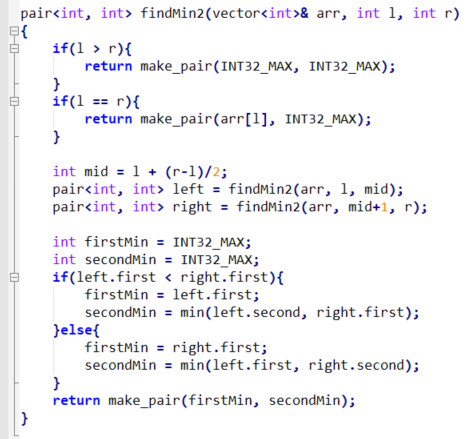 pair<int, int> findMin2(vector<int>& arr, int l, int r)
{
    if(l > r){
        return make_pair(INT32_MAX, INT32_MAX);
    }
    if(l == r){
        return make_pair(arr[l], INT32_MAX);
    }

    int mid = l + (r-l)/2;
    pair<int, int> left = findMin2(arr, l, mid);
    pair<int, int> right = findMin2(arr, mid+1, r);

    int firstMin = INT32_MAX;
    int secondMin = INT32_MAX;
    if(left.first < right.first){
        firstMin = left.first;
        secondMin = min(left.second, right.first);
    }else{
        firstMin = right.first;
        secondMin = min(left.first, right.second);
    }
    return make_pair(firstMin, secondMin);
}